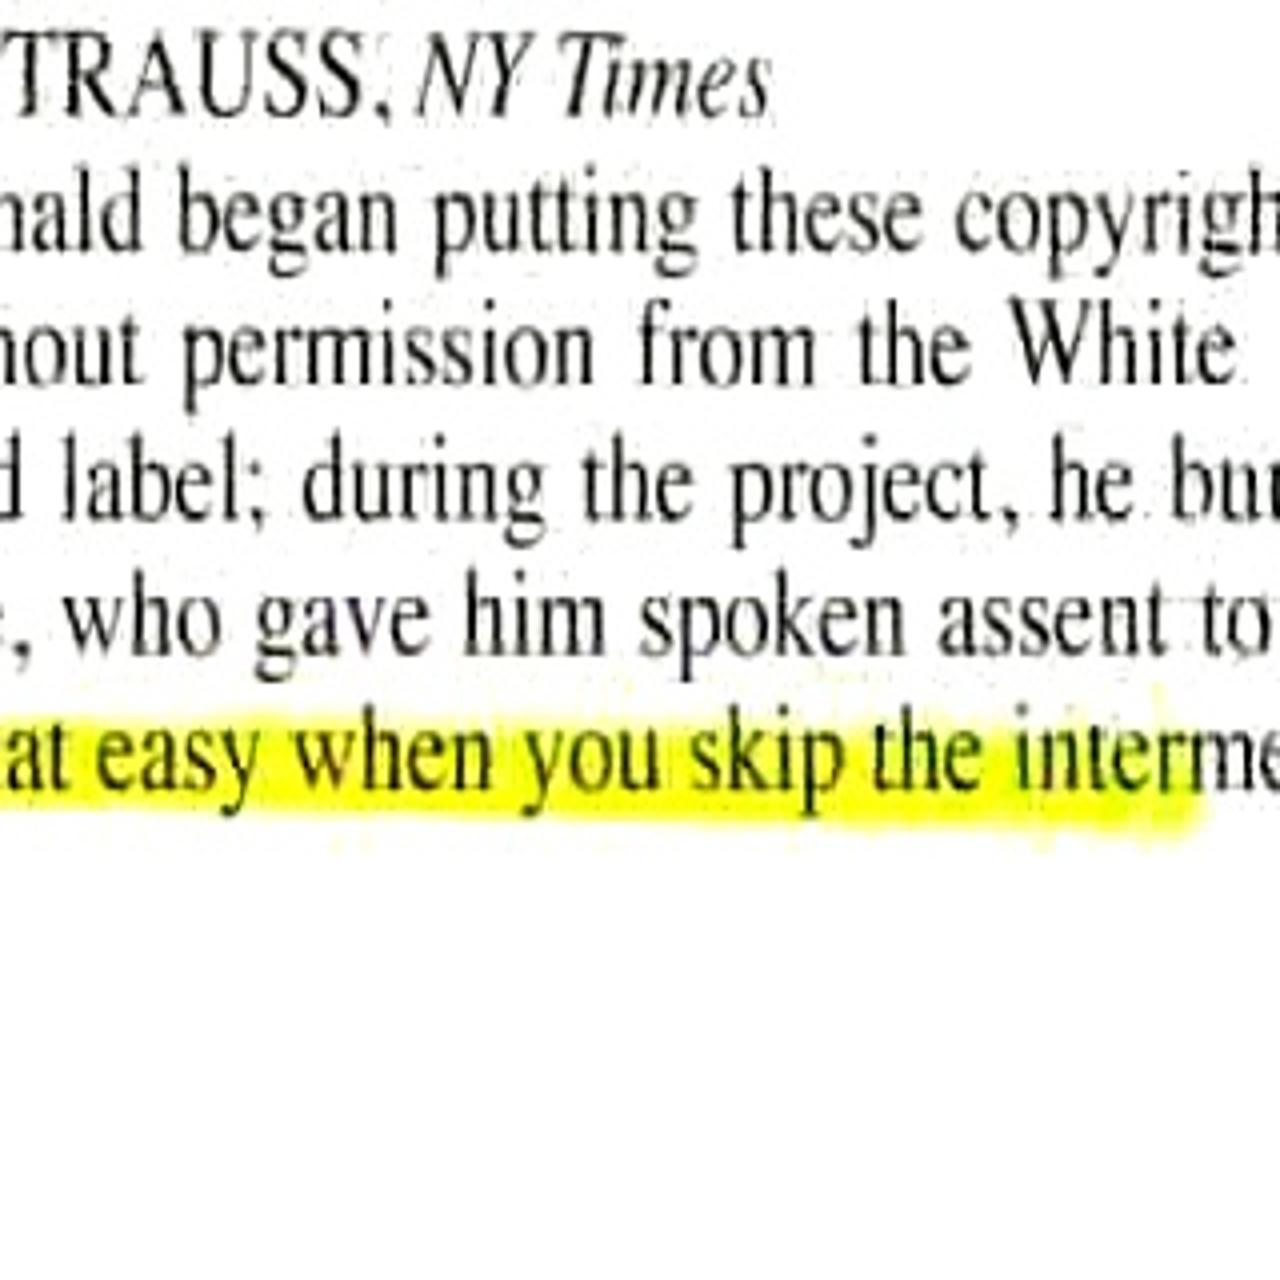 TRAUSS, NY Times
nald began putting these copyrigh
hout permission from the White
d label; during the project, he bu
, who gave him spoken assent to
at easy when you skip the interme